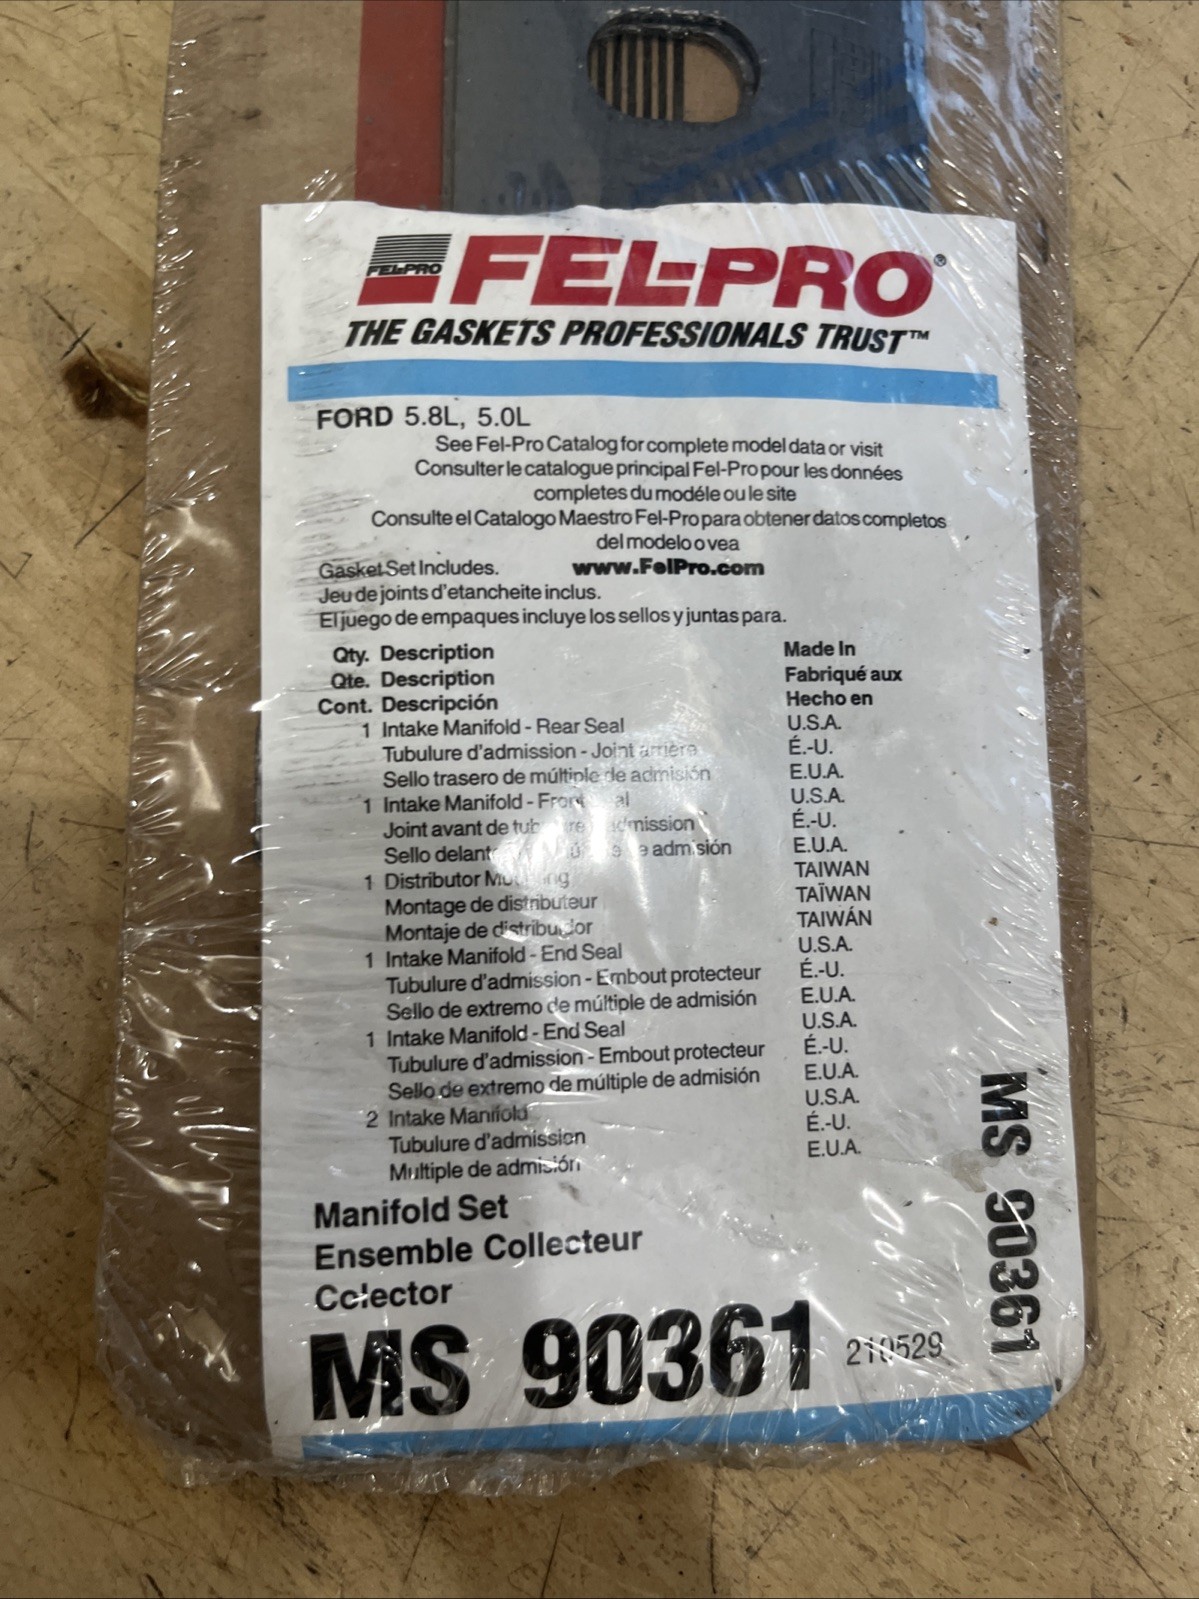 FEL-PRO
FEL-PRO®
THE GASKETS PROFESSIONALS TRUST™
FORD 5.8L, 5.0L
See Fel-Pro Catalog for complete model data or visit
Consulter le catalogue principal Fel-Pro pour les données
completes du modéle ou le site
Consulte el Catalogo Maestro Fel-Pro para obtener datos completos
del modelo o vea
Gasket Set Includes. www.FelPro.com
Jeu de joints d'etancheite inclus.
El juego de empaques incluye los sellos y juntas para.
Qty. Description Made In
Qte. Description Fabriqué aux
Cont. Descripción Hecho en
1 Intake Manifold - Rear Seal U.S.A.
Tubulure d'admission - Joint arrière É.-U.
Sello trasero de múltiple de admisión E.U.A.
1 Intake Manifold - Front Seal U.S.A.
Joint avant de tubulure d'admission É.-U.
Sello de admisión E.U.A.
1 Distributor Mounting TAIWAN
Montage de distributeur TAÏWAN
Montaje de distribuidor TAIWÁN
1 Intake Manifold - End Seal U.S.A.
Tubulure d'admission - Embout protecteur É.-U.
Sello de extremo de múltiple de admisión E.U.A.
1 Intake Manifold - End Seal U.S.A.
Tubulure d'admission - Embout protecteur É.-U.
Sello de extremo de múltiple de admisión E.U.A.
2 Intake Manifold U.S.A.
Tubulure d'admission É.-U.
Multiple de admisión E.U.A.
Manifold Set
Ensemble Collecteur
Colector
MS 90361 210529
MS 90361